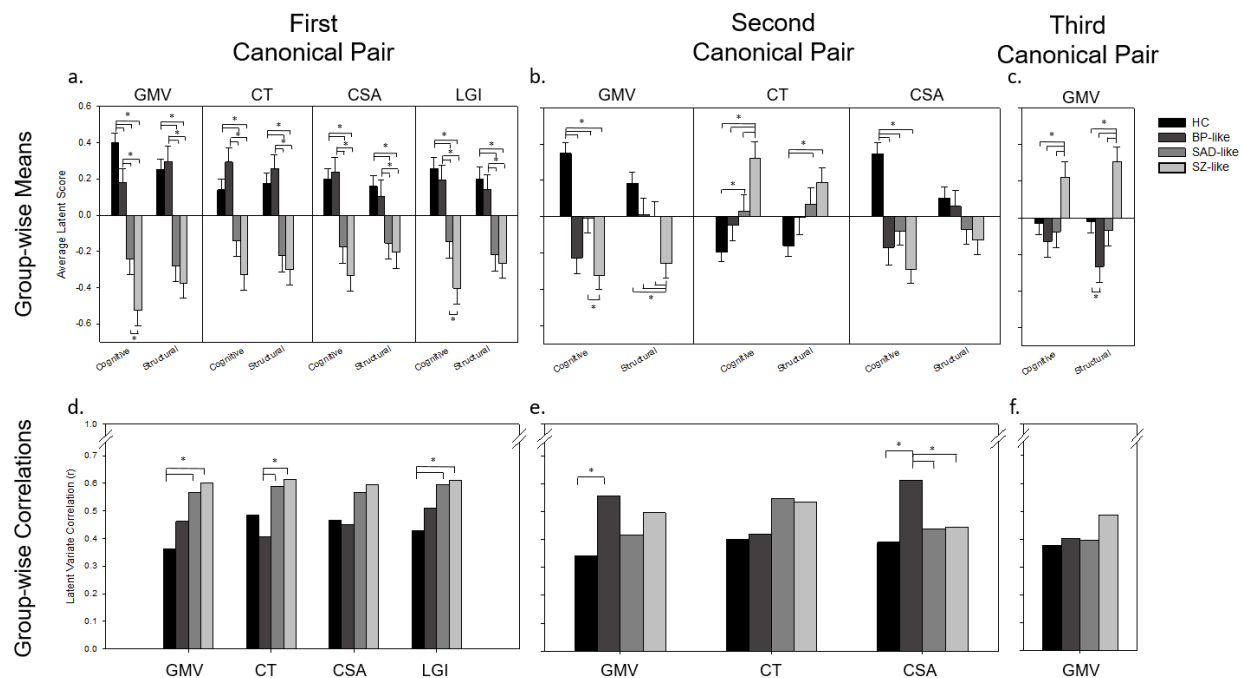 First
Canonical Pair
Second
Canonical Pair
Third
Canonical Pair
Group-wise Means
a.
GMV
CT
CSA
LGI
b.
GMV
CT
CSA
c.
GMV
HC
BP-like
SAD-like
SZ-like
Average Latent Score
0.6
0.4
0.2
0.0
-0.2
-0.4
-0.6
* * * * * * * * * * * * * * * * * *
* * * * * * * * *
* * *
Cognitive Structural Cognitive Structural Cognitive Structural Cognitive Structural
Cognitive Structural Cognitive Structural Cognitive Structural
Cognitive Structural
Group-wise Correlations
d.
e.
f.
Latent Variate Correlation (r)
1.0
0.7
0.6
0.5
0.4
0.3
0.2
0.1
0.0
* * *
* * *
GMV CT CSA LGI
GMV CT CSA
GMV